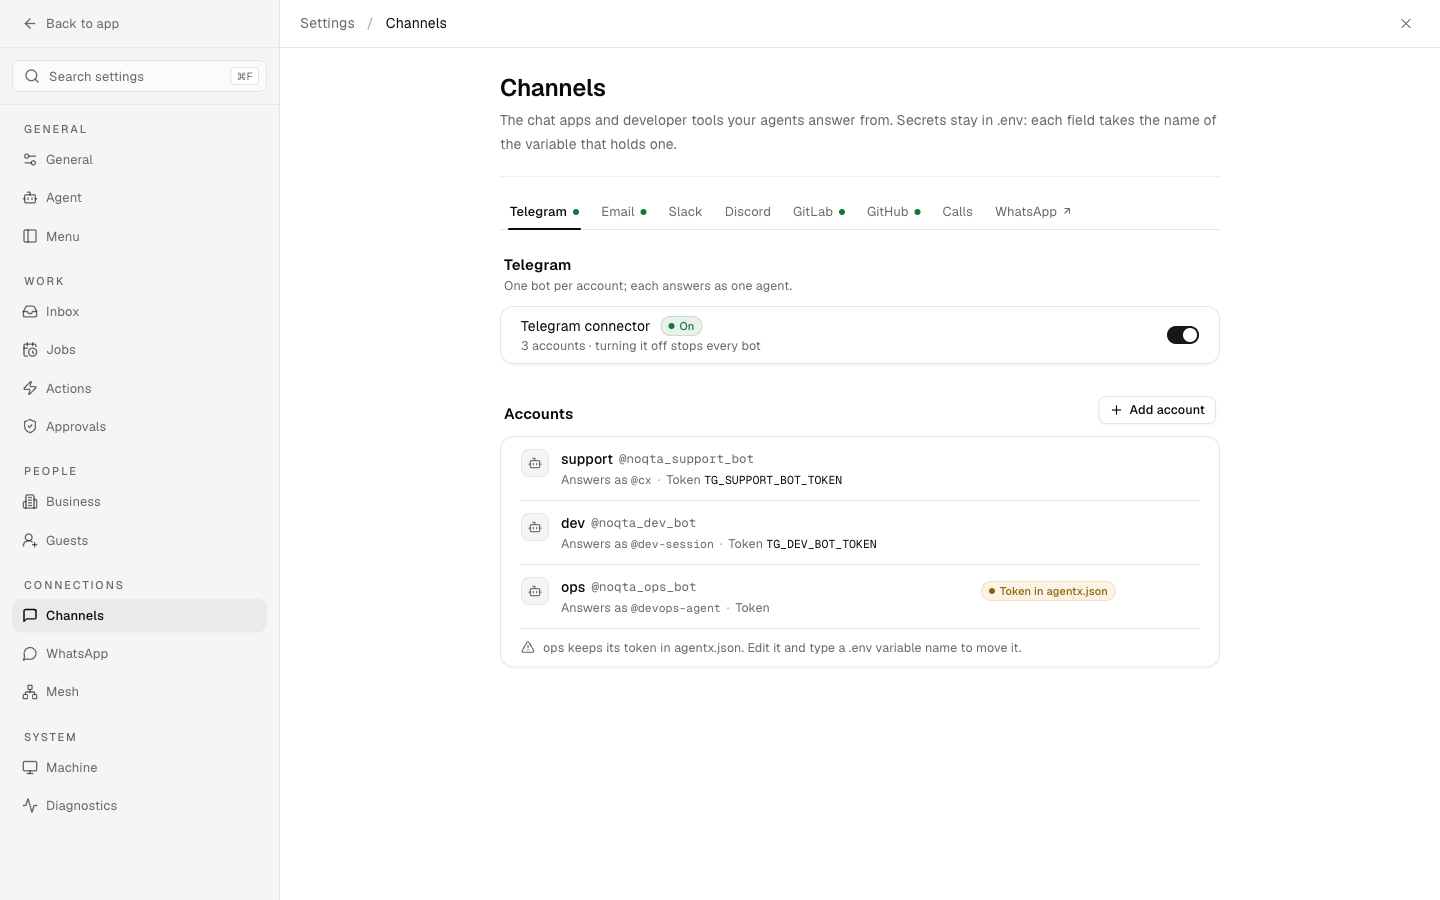 Back to app
Settings / Channels
Search settings
⌘F
GENERAL
General
Agent
Menu
WORK
Inbox
Jobs
Actions
Approvals
PEOPLE
Business
Guests
CONNECTIONS
Channels
WhatsApp
Mesh
SYSTEM
Machine
Diagnostics
Channels
The chat apps and developer tools your agents answer from. Secrets stay in .env: each field takes the name of
the variable that holds one.
Telegram Email Slack Discord GitLab GitHub Calls WhatsApp ↗
Telegram
One bot per account; each answers as one agent.
Telegram connector On
3 accounts · turning it off stops every bot
Accounts
Add account
support @noqta_support_bot
Answers as @cx · Token TG_SUPPORT_BOT_TOKEN
dev @noqta_dev_bot
Answers as @dev-session · Token TG_DEV_BOT_TOKEN
ops @noqta_ops_bot
Token in agentx.json
Answers as @devops-agent · Token
ops keeps its token in agentx.json. Edit it and type a .env variable name to move it.